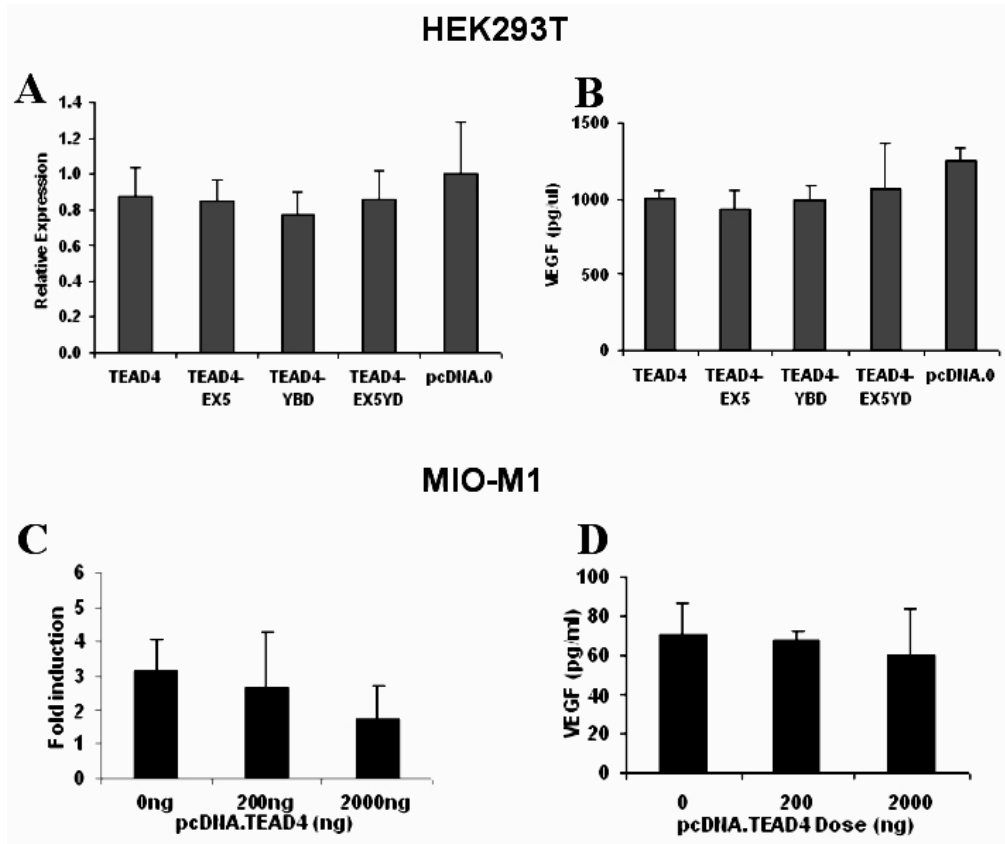 HEK293T
A
1.4
1.2
1.0
0.8
0.6
0.4
0.2
0.0
Relative Expression
TEAD4
TEAD4-
EX5
TEAD4-
YBD
TEAD4-
EX5YD
pcDNA.0
B
1500
1000
500
0
VEGF (pg/ul)
TEAD4
TEAD4-
EX5
TEAD4-
YBD
TEAD4-
EX5YD
pcDNA.0
MIO-M1
C
6
5
4
3
2
1
0
Fold induction
0ng
200ng
2000ng
pcDNA.TEAD4 (ng)
D
100
80
60
40
20
0
VEGF (pg/ml)
0
200
2000
pcDNA.TEAD4 Dose (ng)